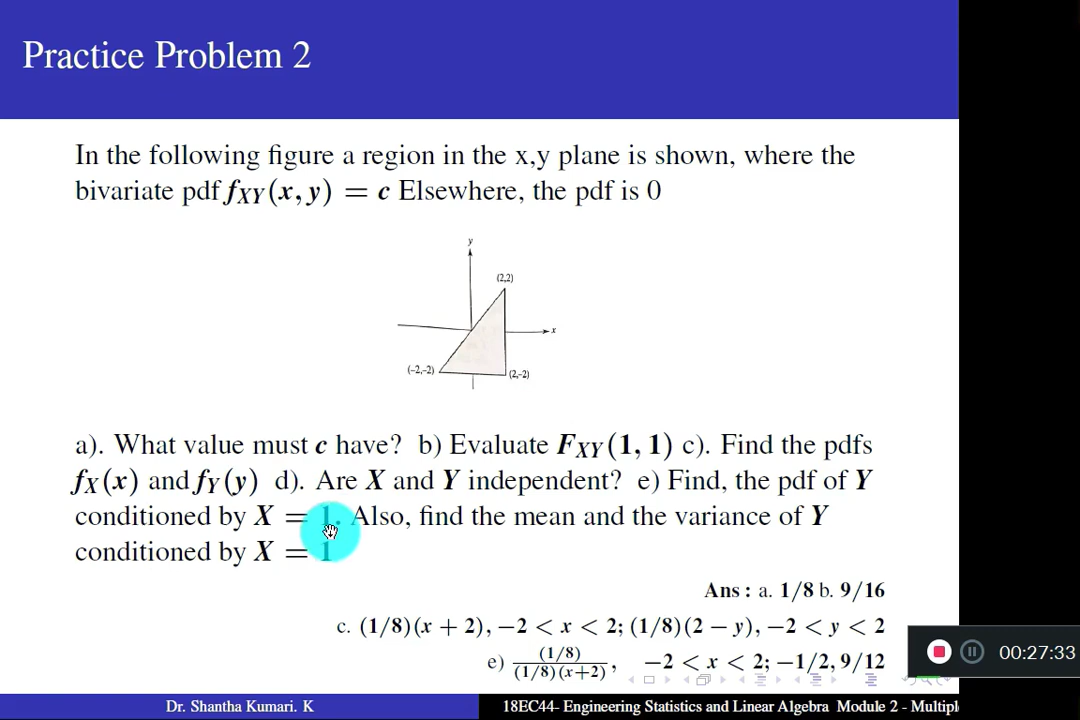 Practice Problem 2
In the following figure a region in the x,y plane is shown, where the
bivariate pdf f_XY(x, y) = c Elsewhere, the pdf is 0
y
(2,2)
x
(-2,-2)
(2,-2)
a). What value must c have? b) Evaluate F_XY(1, 1) c). Find the pdfs
f_X(x) and f_Y(y) d). Are X and Y independent? e) Find, the pdf of Y
conditioned by X = 1. Also, find the mean and the variance of Y
conditioned by X = 1
Ans : a. 1/8 b. 9/16
c. (1/8)(x + 2), −2 < x < 2; (1/8)(2 − y), −2 < y < 2
e) (1/8)/(1/8)(x+2), −2 < x < 2; −1/2, 9/12
00:27:33
Dr. Shantha Kumari. K
18EC44- Engineering Statistics and Linear Algebra Module 2 - Multipl